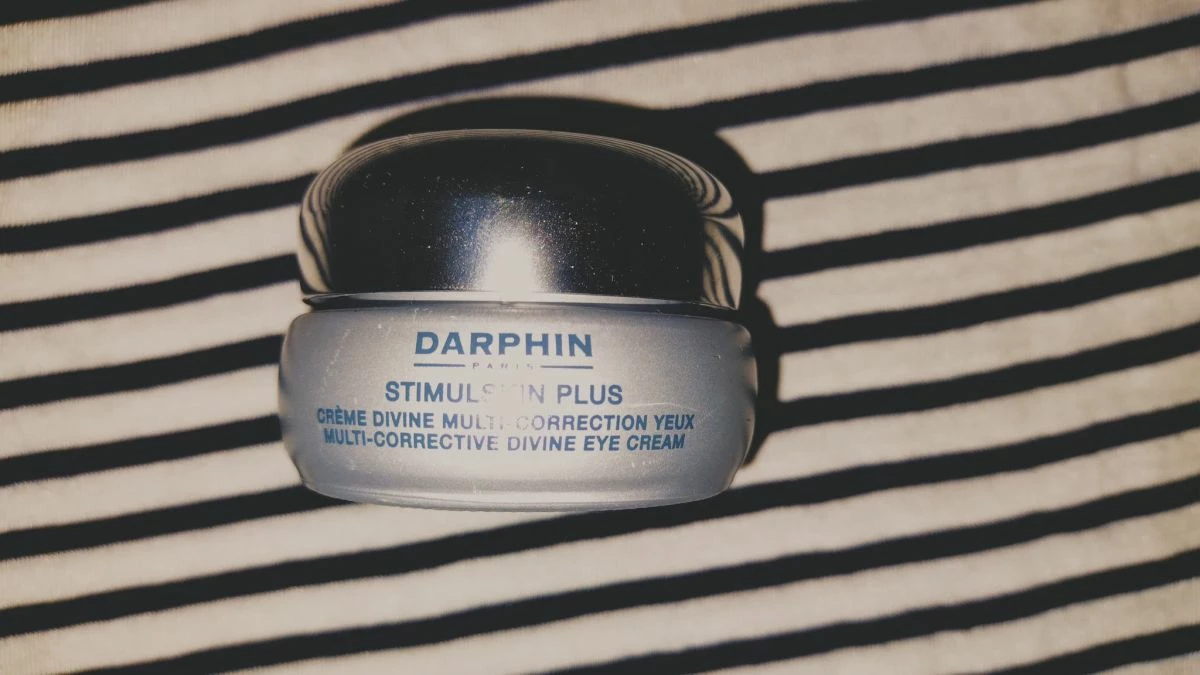 DARPHIN
PARIS
STIMULSKIN PLUS
CRÈME DIVINE MULTI-CORRECTION YEUX
MULTI-CORRECTIVE DIVINE EYE CREAM